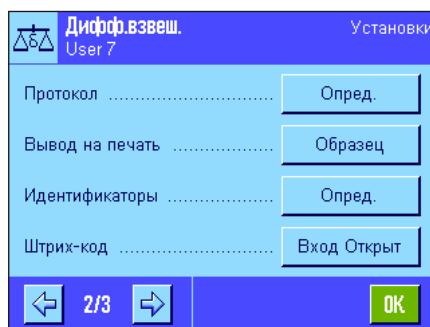 Дифф.взвеш.
Установки
User 7
Протокол ............................ Опред.
Вывод на печать ................. Образец
Идентификаторы .................. Опред.
Штрих-код .......................... Вход Открыт
2/3
OK